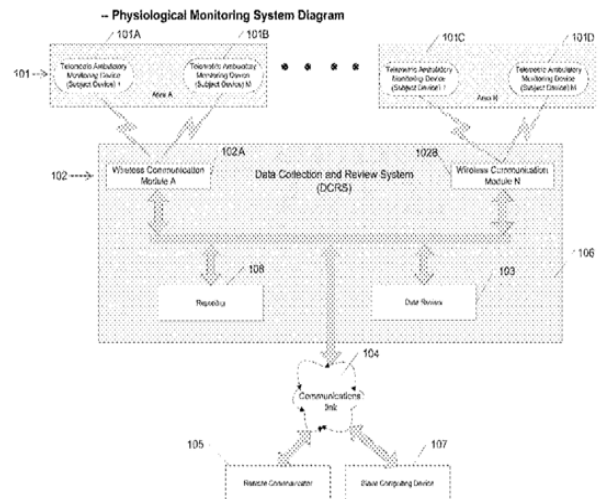 -- Physiological Monitoring System Diagram
101A
101B
101C
101D
Telemetric Ambulatory
Monitoring Device
(Subject Device) 1
Telemetric Ambulatory
Monitoring Device
(Subject Device) M
Telemetric Ambulatory
Monitoring Device
(Subject Device) 1
Telemetric Ambulatory
Monitoring Device
(Subject Device) M
101
Area A
Area N
102A
102B
102
Wireless Communication
Module A
Data Collection and Review System
(DCRS)
Wireless Communication
Module N
106
108
103
Reporting
Data Review
104
Communications
link
105
107
Remote Communicator
Slave Computing Device